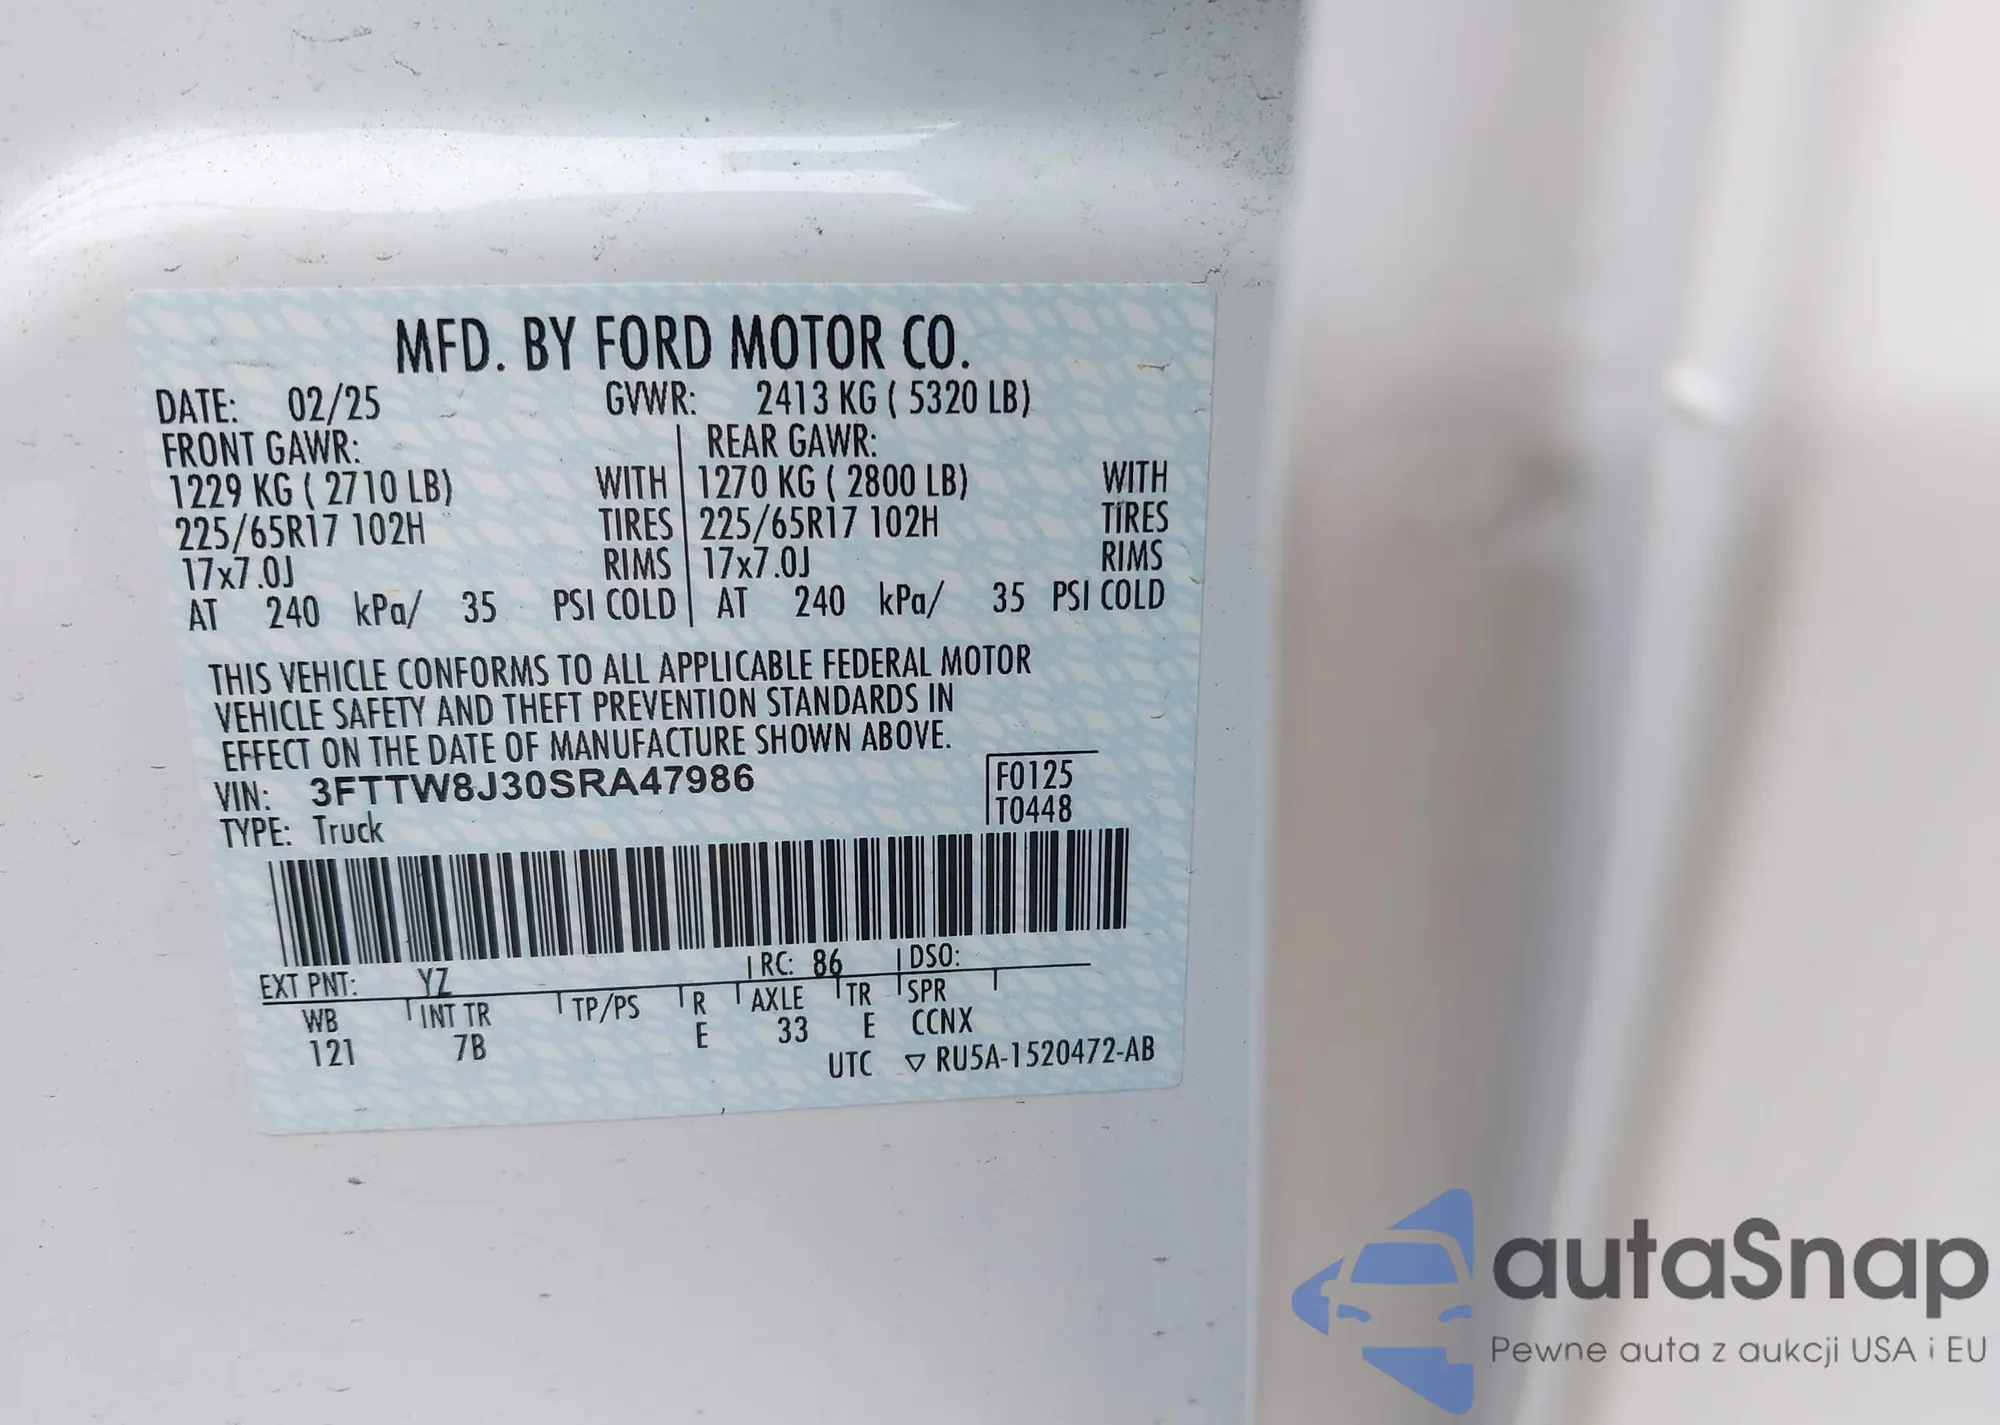 MFD. BY FORD MOTOR CO.
DATE: 02/25 GVWR: 2413 KG ( 5320 LB)
FRONT GAWR: REAR GAWR:
1229 KG ( 2710 LB) WITH 1270 KG ( 2800 LB) WITH
225/65R17 102H TIRES 225/65R17 102H TIRES
17x7.0J RIMS 17x7.0J RIMS
AT 240 kPa/ 35 PSI COLD AT 240 kPa/ 35 PSI COLD
THIS VEHICLE CONFORMS TO ALL APPLICABLE FEDERAL MOTOR
VEHICLE SAFETY AND THEFT PREVENTION STANDARDS IN
EFFECT ON THE DATE OF MANUFACTURE SHOWN ABOVE.
VIN: 3FTTW8J30SRA47986 F0125
TYPE: Truck T0448
EXT PNT: YZ RC: 86 DSO:
WB INT TR TP/PS R AXLE TR SPR
121 7B E 33 E CCNX
UTC ▽ RU5A-1520472-AB
autaSnap
Pewne auta z aukcji USA i EU